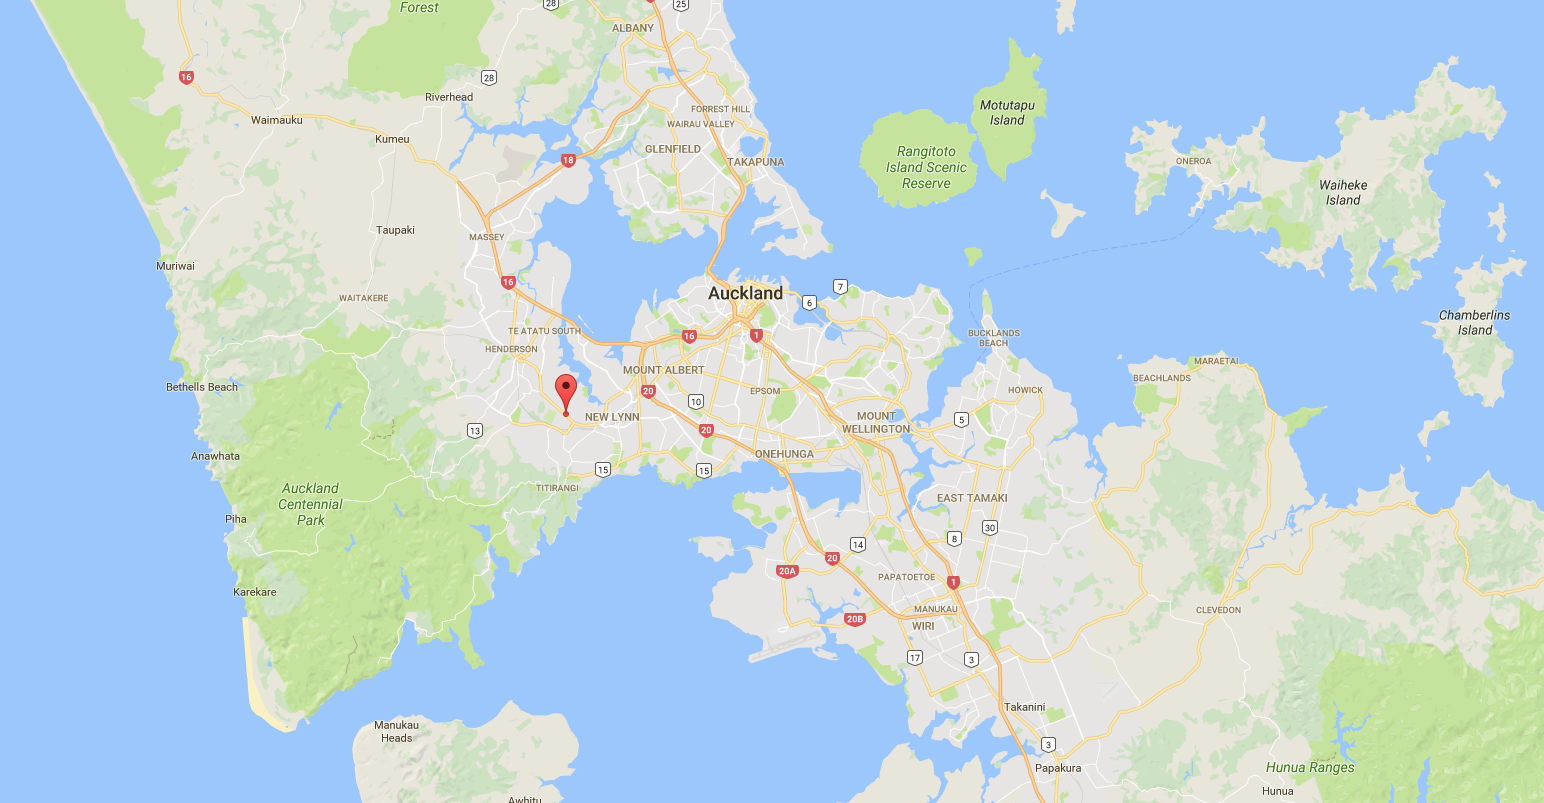 Forest
28
25
ALBANY
16
28
Riverhead
FORREST HILL
Motutapu
Island
Waimauku
WAIRAU VALLEY
Kumeu
GLENFIELD
Rangitoto
Island Scenic
Reserve
18
TAKAPUNA
ONEROA
Waiheke
Island
Taupaki
MASSEY
Muriwai
16
7
WAITAKERE
Auckland
6
Chamberlins
Island
TE ATATU SOUTH
16
1
BUCKLANDS
BEACH
HENDERSON
MARAETAI
MOUNT ALBERT
BEACHLANDS
Bethells Beach
20
EPSOM
HOWICK
10
NEW LYNN
MOUNT
WELLINGTON
5
13
20
Anawhata
ONEHUNGA
15
15
TITIRANGI
Auckland
Centennial
Park
EAST TAMAKI
Piha
30
14
8
20
20A
PAPATOETOE
1
Karekare
MANUKAU
CLEVEDON
20B
WIRI
17
3
Takanini
Manukau
Heads
3
Papakura
Hunua Ranges
Hunua
Awhitu